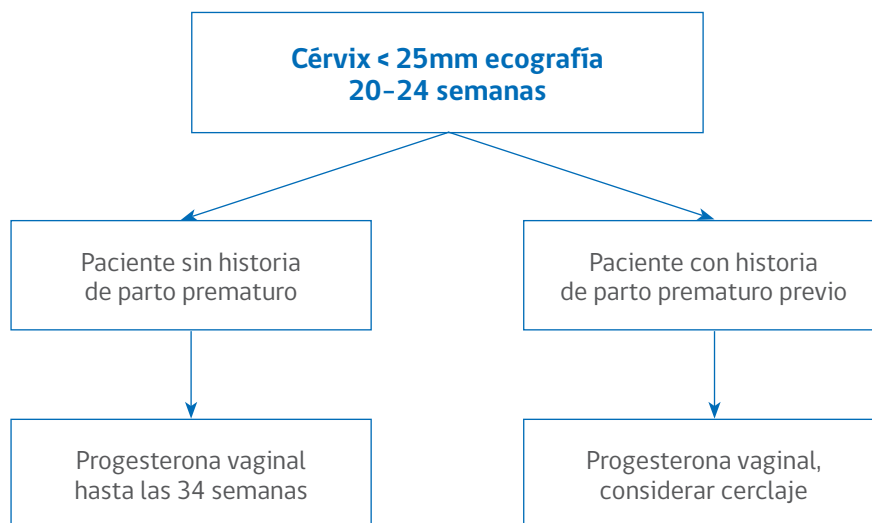 Cérvix < 25mm ecografía
20–24 semanas
Paciente sin historia
de parto prematuro
Paciente con historia
de parto prematuro previo
Progesterona vaginal
hasta las 34 semanas
Progesterona vaginal,
considerar cerclaje